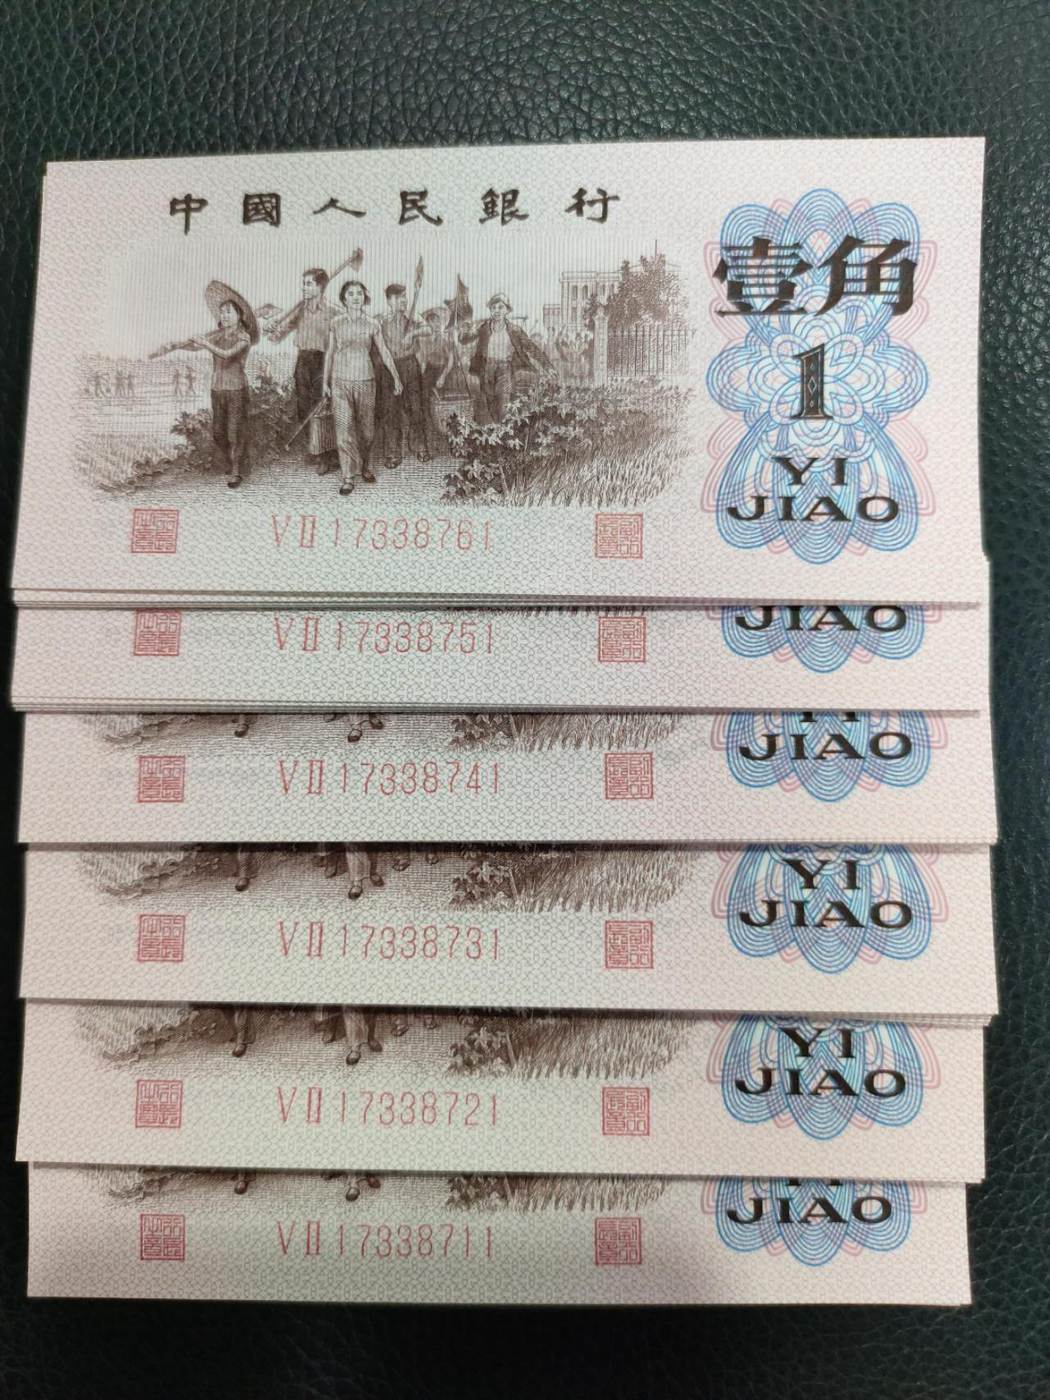 中國人民銀行
壹角
1
YI
JIAO
VⅡ 17338761
JIAO
VⅡ 17338751
JIAO
VⅡ 17338741
YI
JIAO
VⅡ 17338731
YI
JIAO
VⅡ 17338721
JIAO
VⅡ 17338711